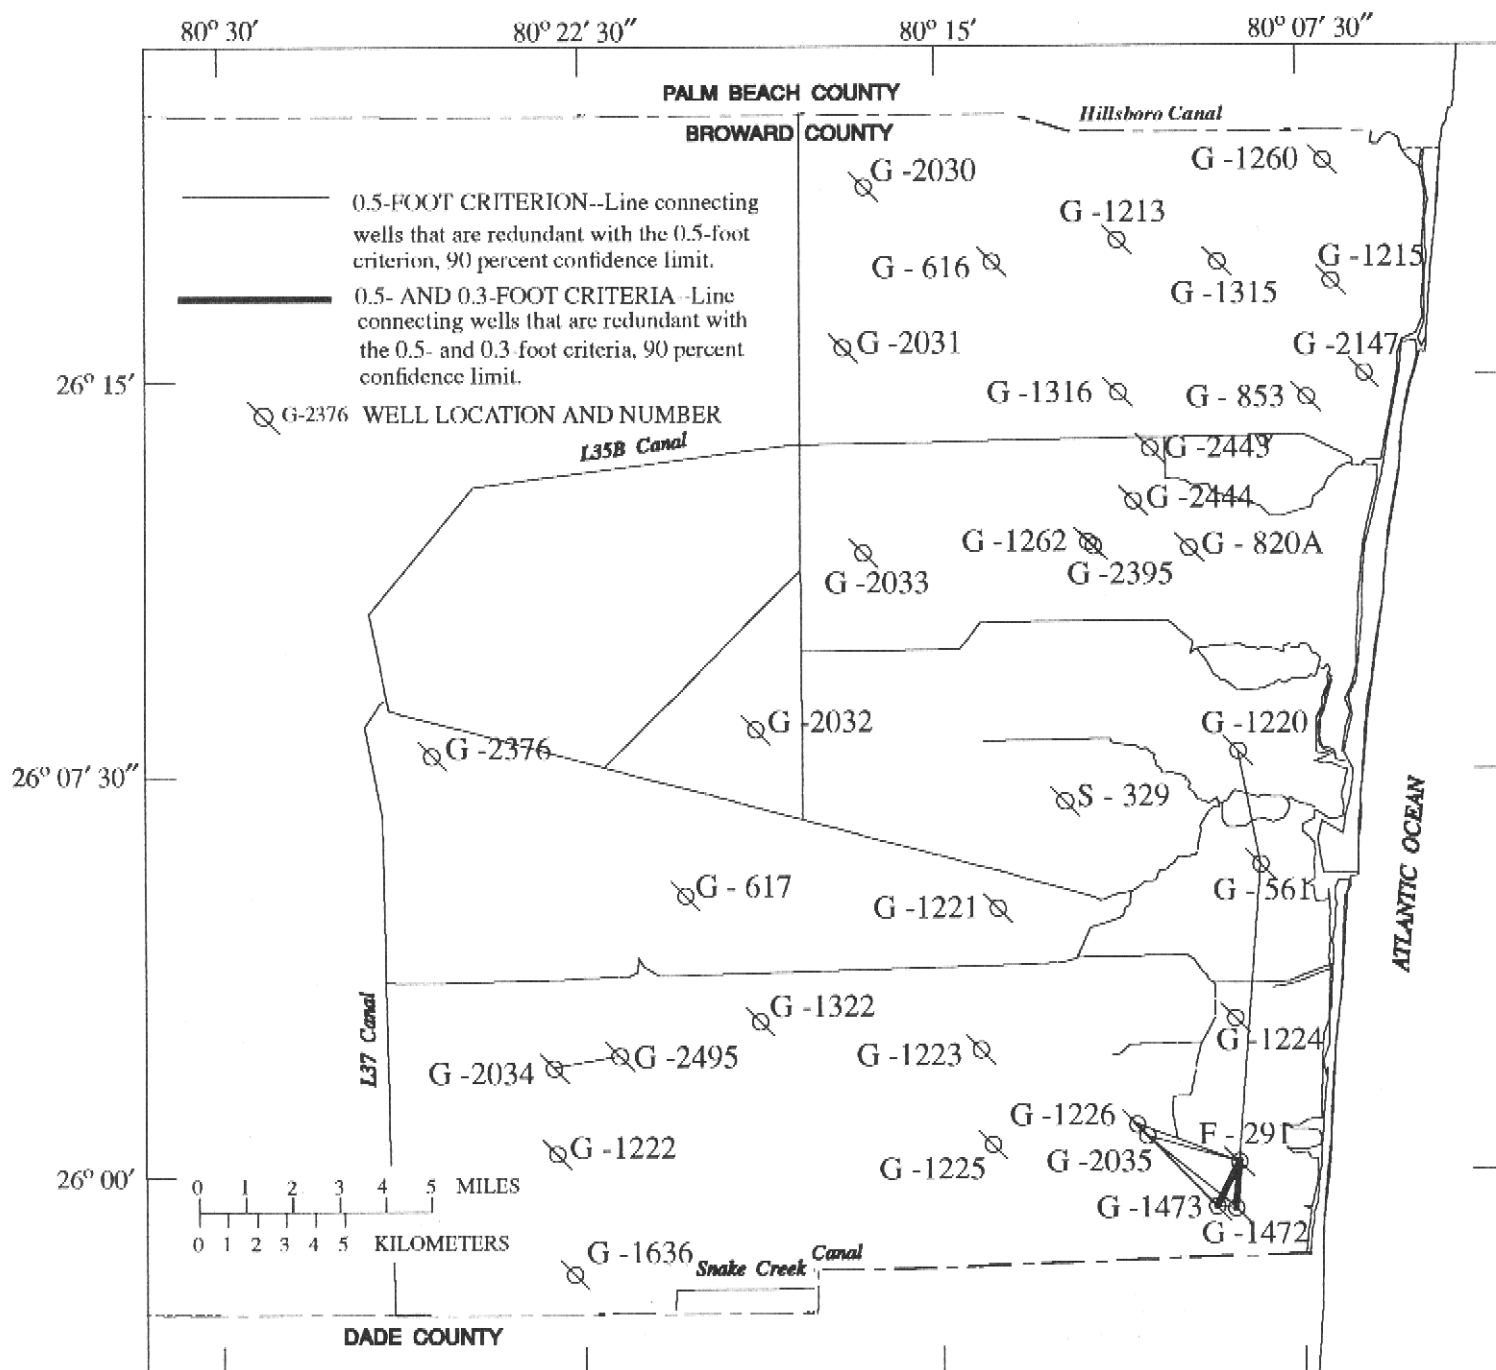 80° 30′ 80° 22′ 30″ 80° 15′ 80° 07′ 30″
PALM BEACH COUNTY
Hillsboro Canal
BROWARD COUNTY
G -1260
G -2030
0.5-FOOT CRITERION--Line connecting
wells that are redundant with the 0.5-foot
criterion, 90 percent confidence limit.
G -1213
G - 616
G -1215
G -1315
0.5- AND 0.3-FOOT CRITERIA--Line
connecting wells that are redundant with
the 0.5- and 0.3-foot criteria, 90 percent
confidence limit.
G -2031
G -2147
26° 15′
G -1316
G - 853
G-2376 WELL LOCATION AND NUMBER
L35B Canal
G -2443
G -2444
G -1262
G - 820A
G -2395
G -2033
G -2032
G -1220
G -2376
26° 07′ 30″
S - 329
ATLANTIC OCEAN
G - 617
G - 561
G -1221
G -1322
L37 Canal
G -1224
G -1223
G -2495
G -2034
G -1226
F - 291
G -1222
G -2035
G -1225
26° 00′
0 1 2 3 4 5 MILES
G -1473
G -1472
0 1 2 3 4 5 KILOMETERS
G -1636
Snake Creek Canal
DADE COUNTY